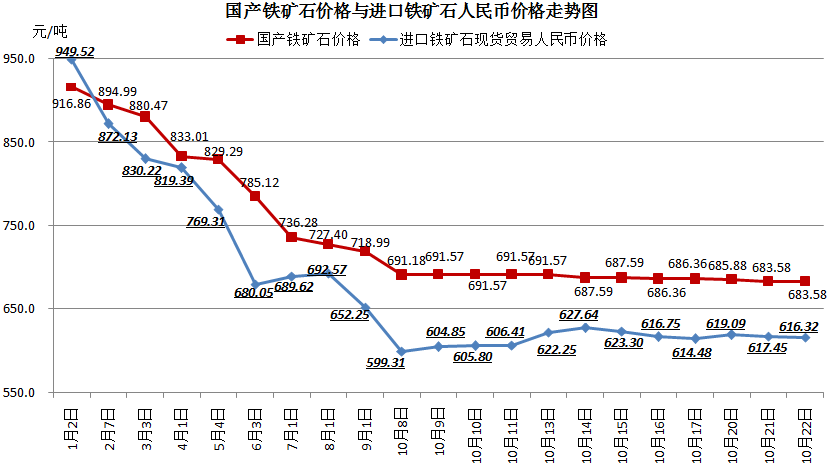 国产铁矿石价格与进口铁矿石人民币价格走势图
元/吨
国产铁矿石价格 进口铁矿石现货贸易人民币价格
950.0
850.0
750.0
650.0
550.0
916.86 894.99 880.47 833.01 829.29 785.12 736.28 727.40 718.99 691.18 691.57 691.57 691.57 691.57 687.59 687.59 686.36 686.36 685.88 683.58 683.58
949.52 872.13 830.22 819.39 769.31 680.05 689.62 692.57 652.25 599.31 604.85 605.80 606.41 622.25 627.64 623.30 616.75 614.48 619.09 617.45 616.32
1月2日 2月7日 3月3日 4月1日 5月4日 6月3日 7月1日 8月1日 9月1日 10月8日 10月9日 10月10日 10月11日 10月13日 10月14日 10月15日 10月16日 10月17日 10月20日 10月21日 10月22日